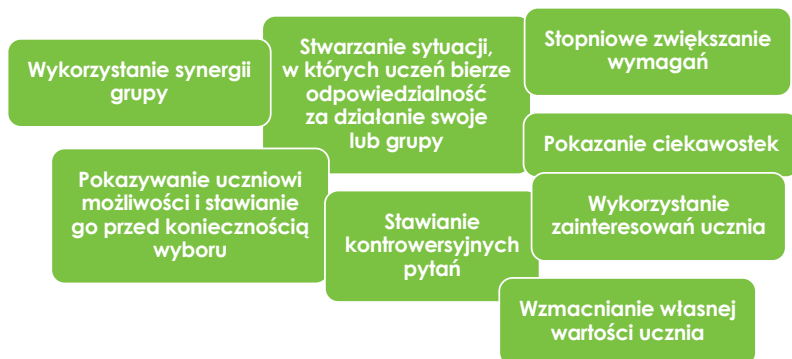 Wykorzystanie synergii
grupy
Stwarzanie sytuacji,
w których uczeń bierze
odpowiedzialność
za działanie swoje
lub grupy
Stopniowe zwiększanie
wymagań
Pokazanie ciekawostek
Pokazywanie uczniowi
możliwości i stawianie
go przed koniecznością
wyboru
Stawianie
kontrowersyjnych
pytań
Wykorzystanie
zainteresowań ucznia
Wzmacnianie własnej
wartości ucznia